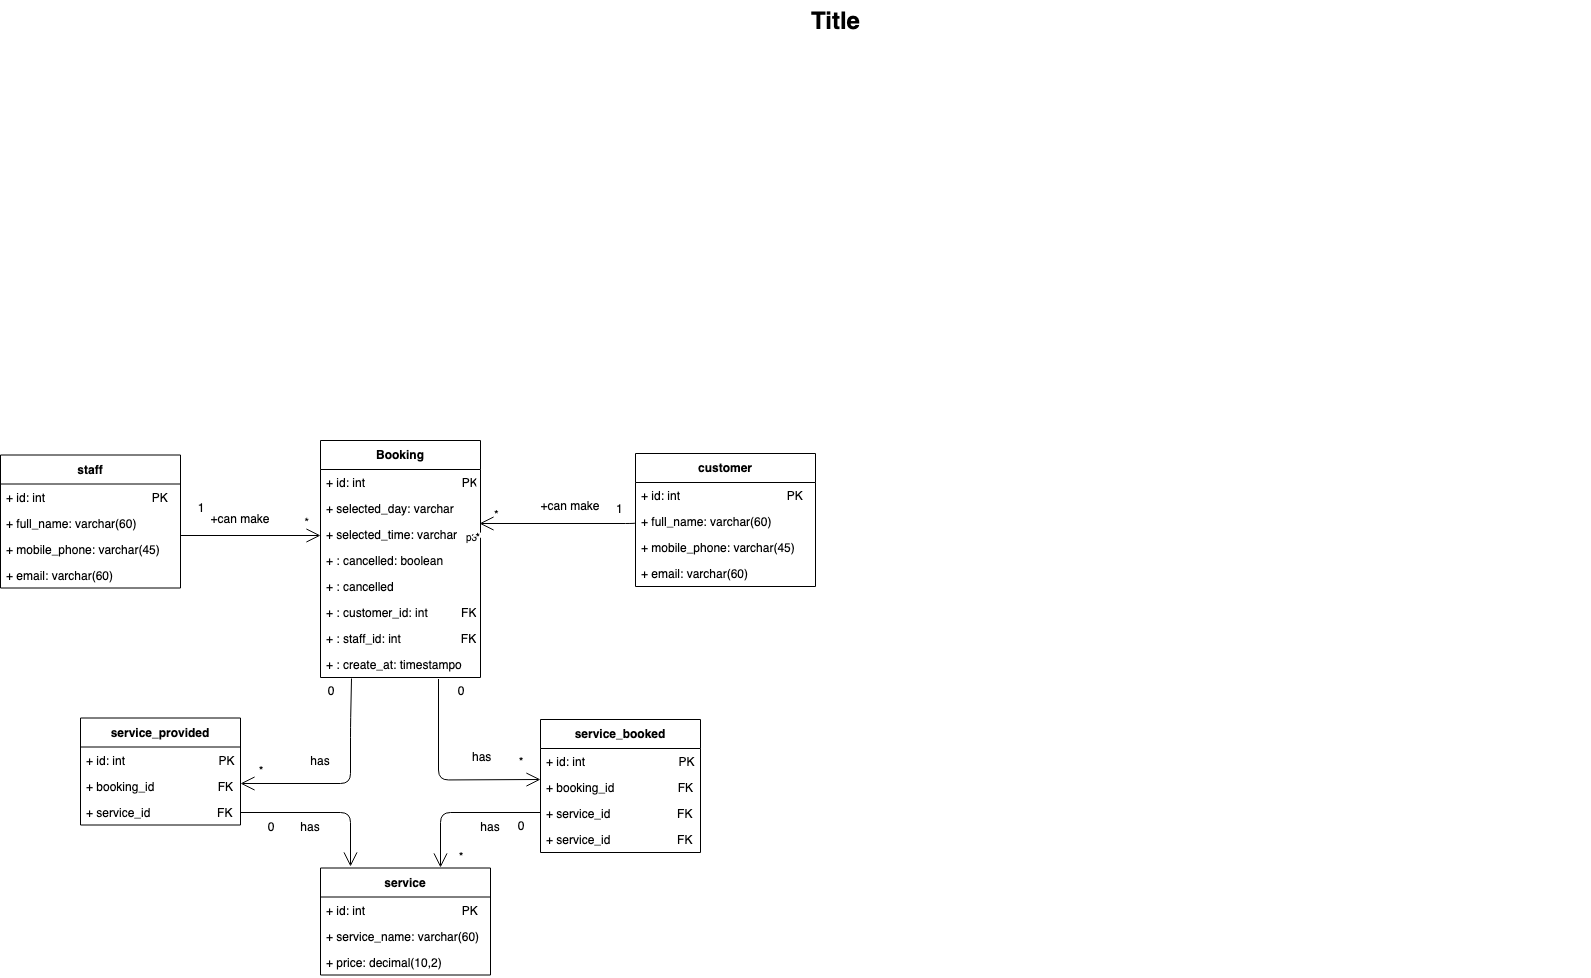 Title
staff
+ id: int PK
+ full_name: varchar(60)
+ mobile_phone: varchar(45)
+ email: varchar(60)
1
+can make
*
Booking
+ id: int PK
+ selected_day: varchar
+ selected_time: varchar
+ : cancelled: boolean
+ : cancelled
+ : customer_id: int FK
+ : staff_id: int FK
+ : create_at: timestampo
*
+can make
1
customer
+ id: int PK
+ full_name: varchar(60)
+ mobile_phone: varchar(45)
+ email: varchar(60)
0
0
service_provided
+ id: int PK
+ booking_id FK
+ service_id FK
*
has
has
*
service_booked
+ id: int PK
+ booking_id FK
+ service_id FK
+ service_id FK
0
has
has
0
*
service
+ id: int PK
+ service_name: varchar(60)
+ price: decimal(10,2)